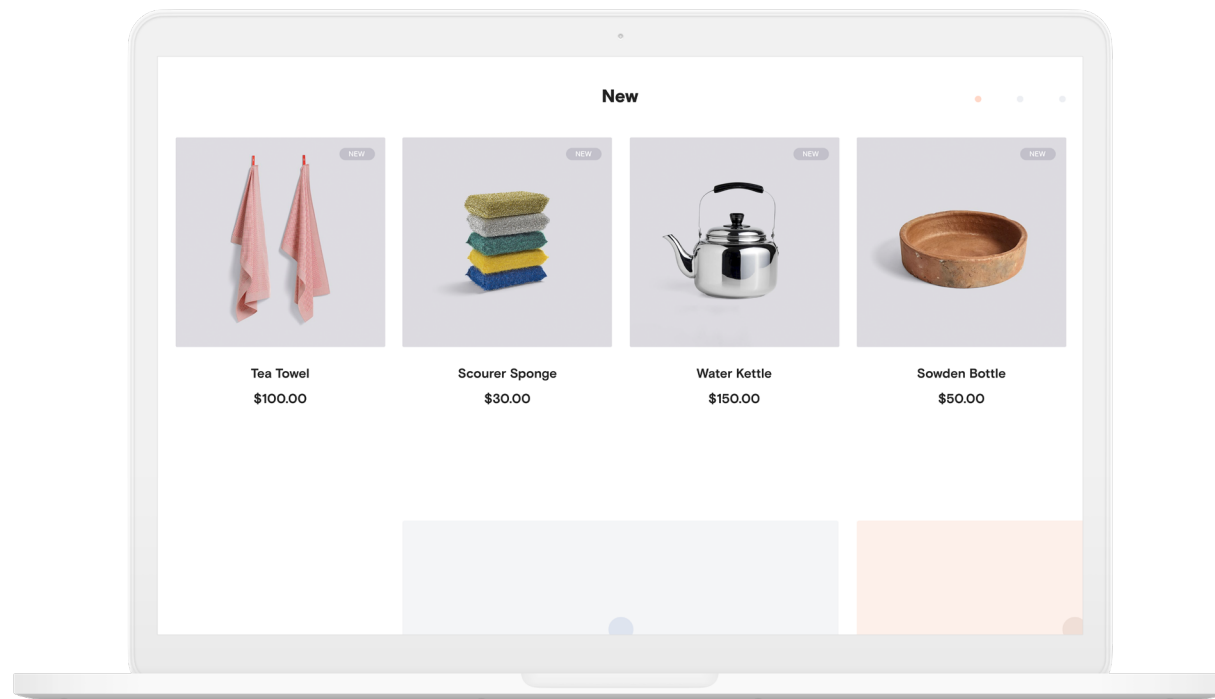 New
NEW
NEW
NEW
NEW
Tea Towel
$100.00
Scourer Sponge
$30.00
Water Kettle
$150.00
Sowden Bottle
$50.00